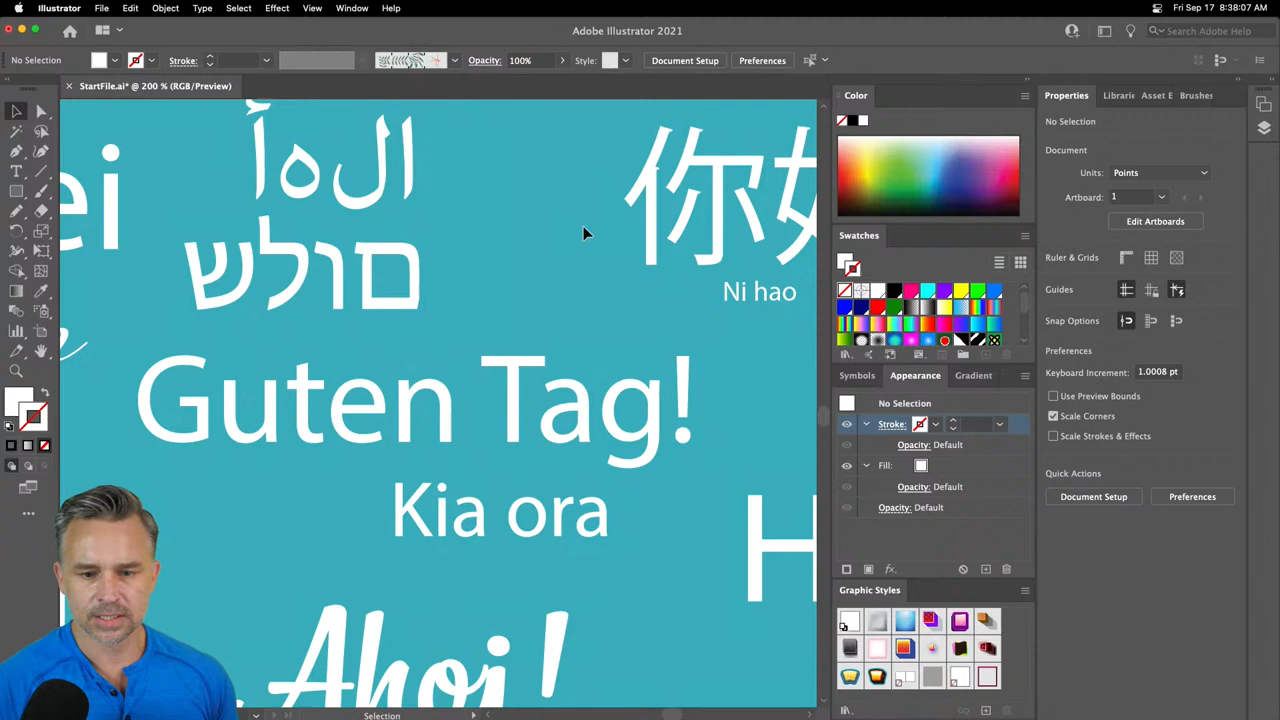 Illustrator File Edit Object Type Select Effect View Window Help
Fri Sep 17 8:38:07 AM
Adobe Illustrator 2021
Search Adobe Help
No Selection Stroke: Opacity: 100% Style: Document Setup Preferences
StartFile.ai* @ 200 % (RGB/Preview)
ei
الهأ
םולש
你好
Ni hao
Guten Tag!
Kia ora
H
Ahoj!
Selection
Color
Swatches
Symbols Appearance Gradient
No Selection
Stroke:
Opacity: Default
Fill:
Opacity: Default
Opacity: Default
fx
Graphic Styles
Properties Librarie Asset E Brushes
No Selection
Document
Units: Points
Artboard: 1
Edit Artboards
Ruler & Grids
Guides
Snap Options
Preferences
Keyboard Increment: 1.0008 pt
Use Preview Bounds
Scale Corners
Scale Strokes & Effects
Quick Actions
Document Setup Preferences